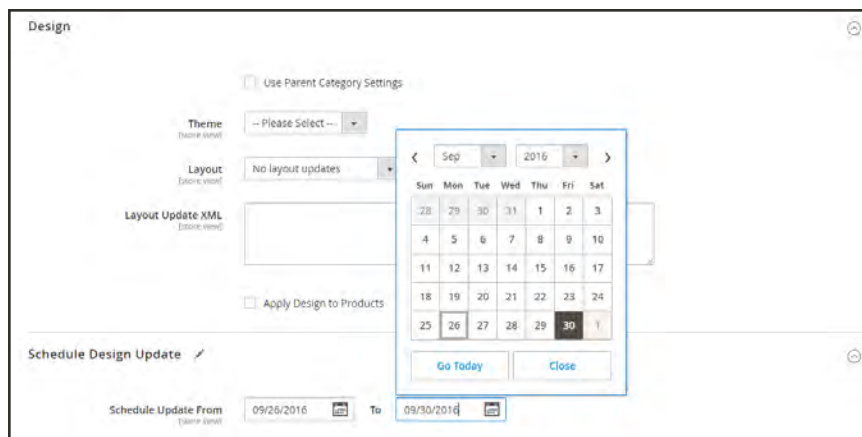 Design
Use Parent Category Settings
Theme
[store view]
-- Please Select --
Layout
[store view]
No layout updates
Layout Update XML
[store view]
Apply Design to Products
Sep 2016
Sun Mon Tue Wed Thu Fri Sat
28 29 30 31 1 2 3
4 5 6 7 8 9 10
11 12 13 14 15 16 17
18 19 20 21 22 23 24
25 26 27 28 29 30 1
Go Today Close
Schedule Design Update
Schedule Update From
[store view]
09/26/2016 To 09/30/2016